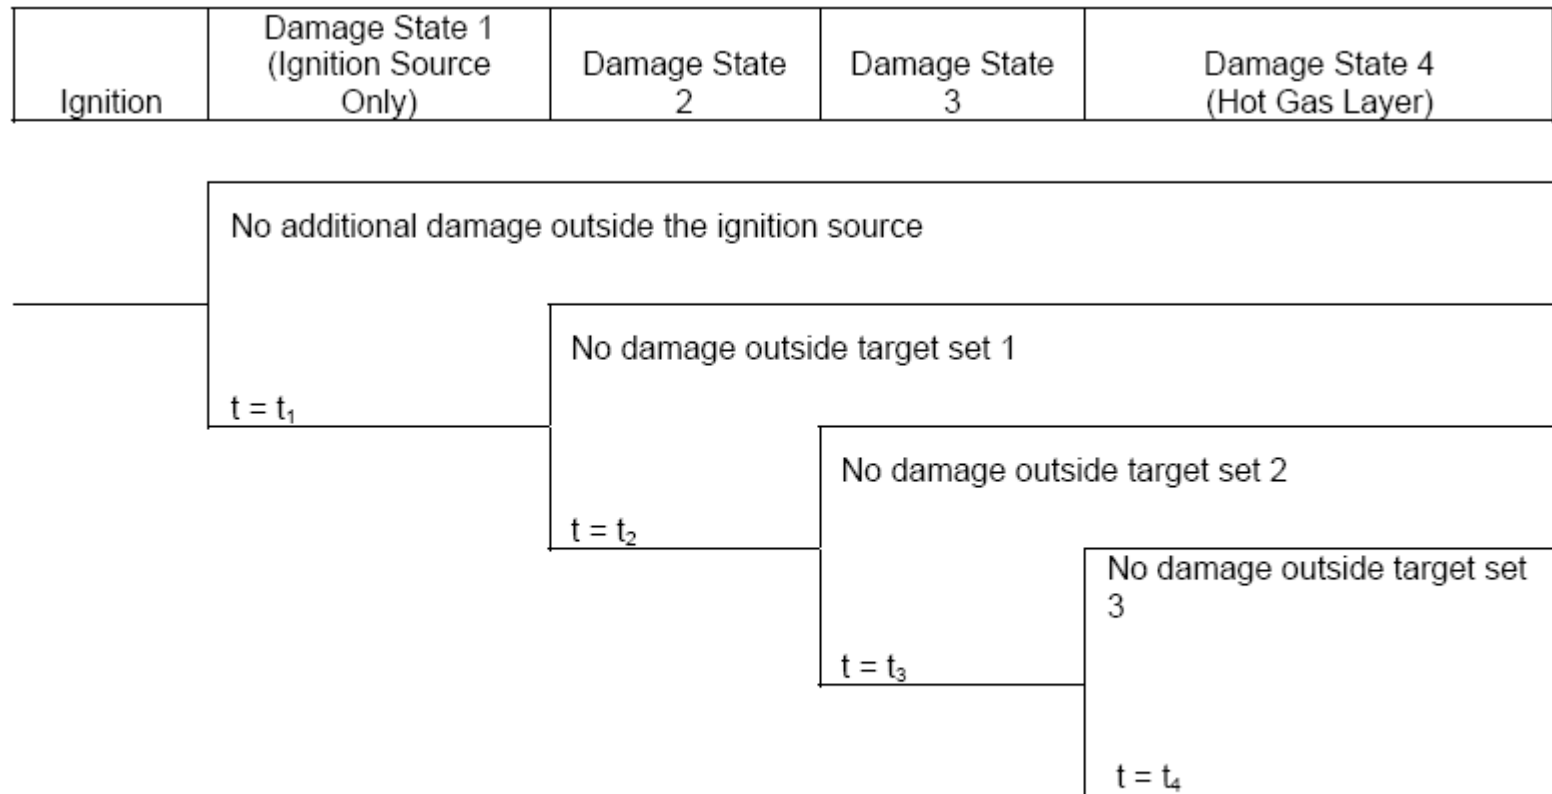 Ignition
Damage State 1
(Ignition Source
Only)
Damage State
2
Damage State
3
Damage State 4
(Hot Gas Layer)
No additional damage outside the ignition source
No damage outside target set 1
t = t₁
No damage outside target set 2
t = t₂
No damage outside target set
3
t = t₃
t = t₄